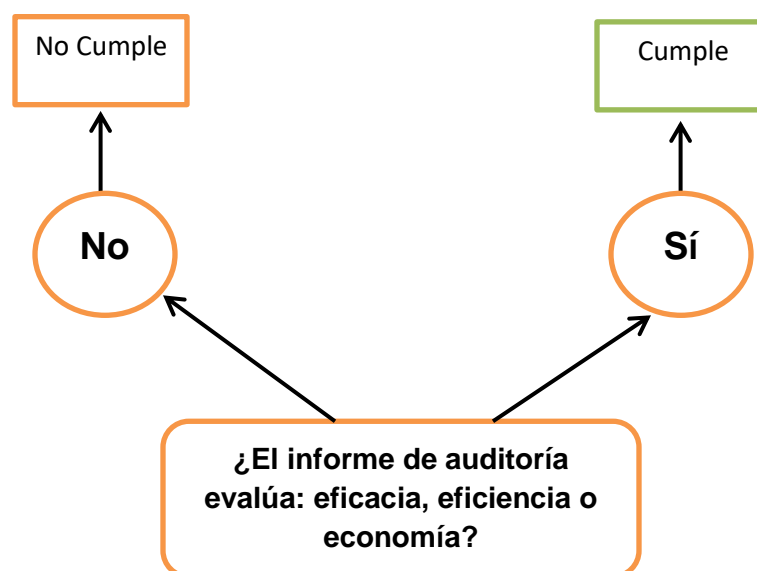 No Cumple
Cumple
No
Sí
¿El informe de auditoría
evalúa: eficacia, eficiencia o
economía?